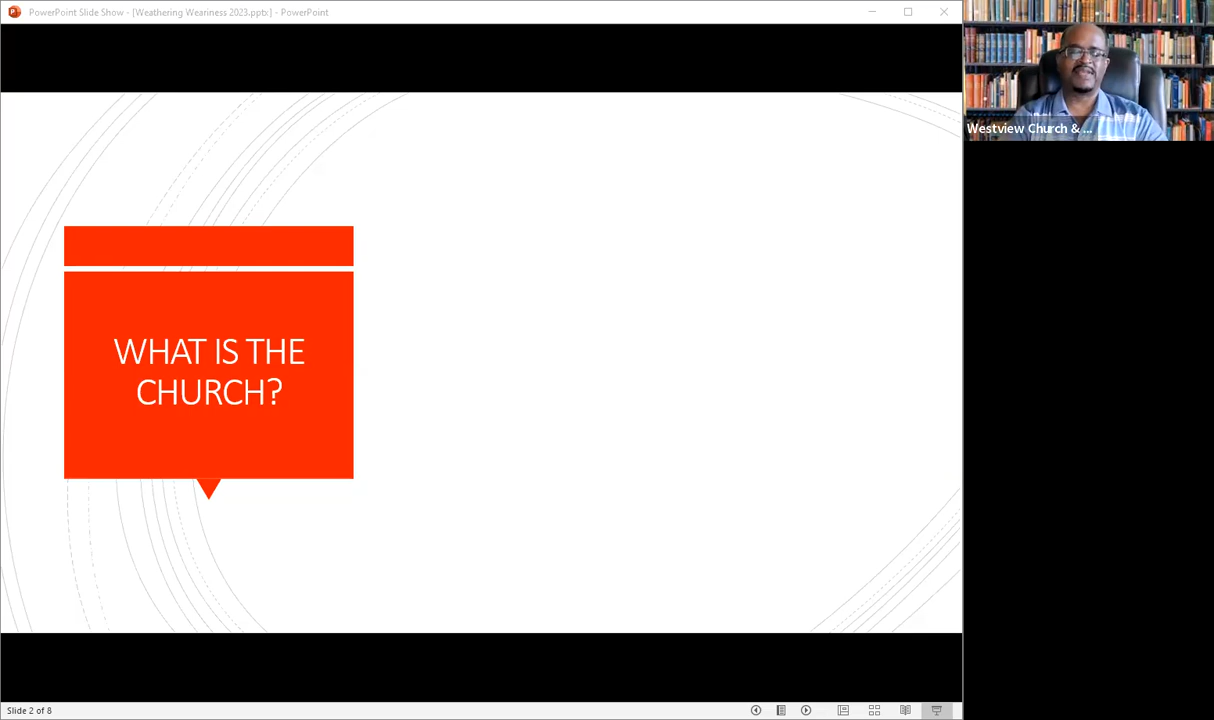 PowerPoint Slide Show - [Weathering Weariness 2023.pptx] - PowerPoint
Westview Church & ...
WHAT IS THE
CHURCH?
Slide 2 of 8